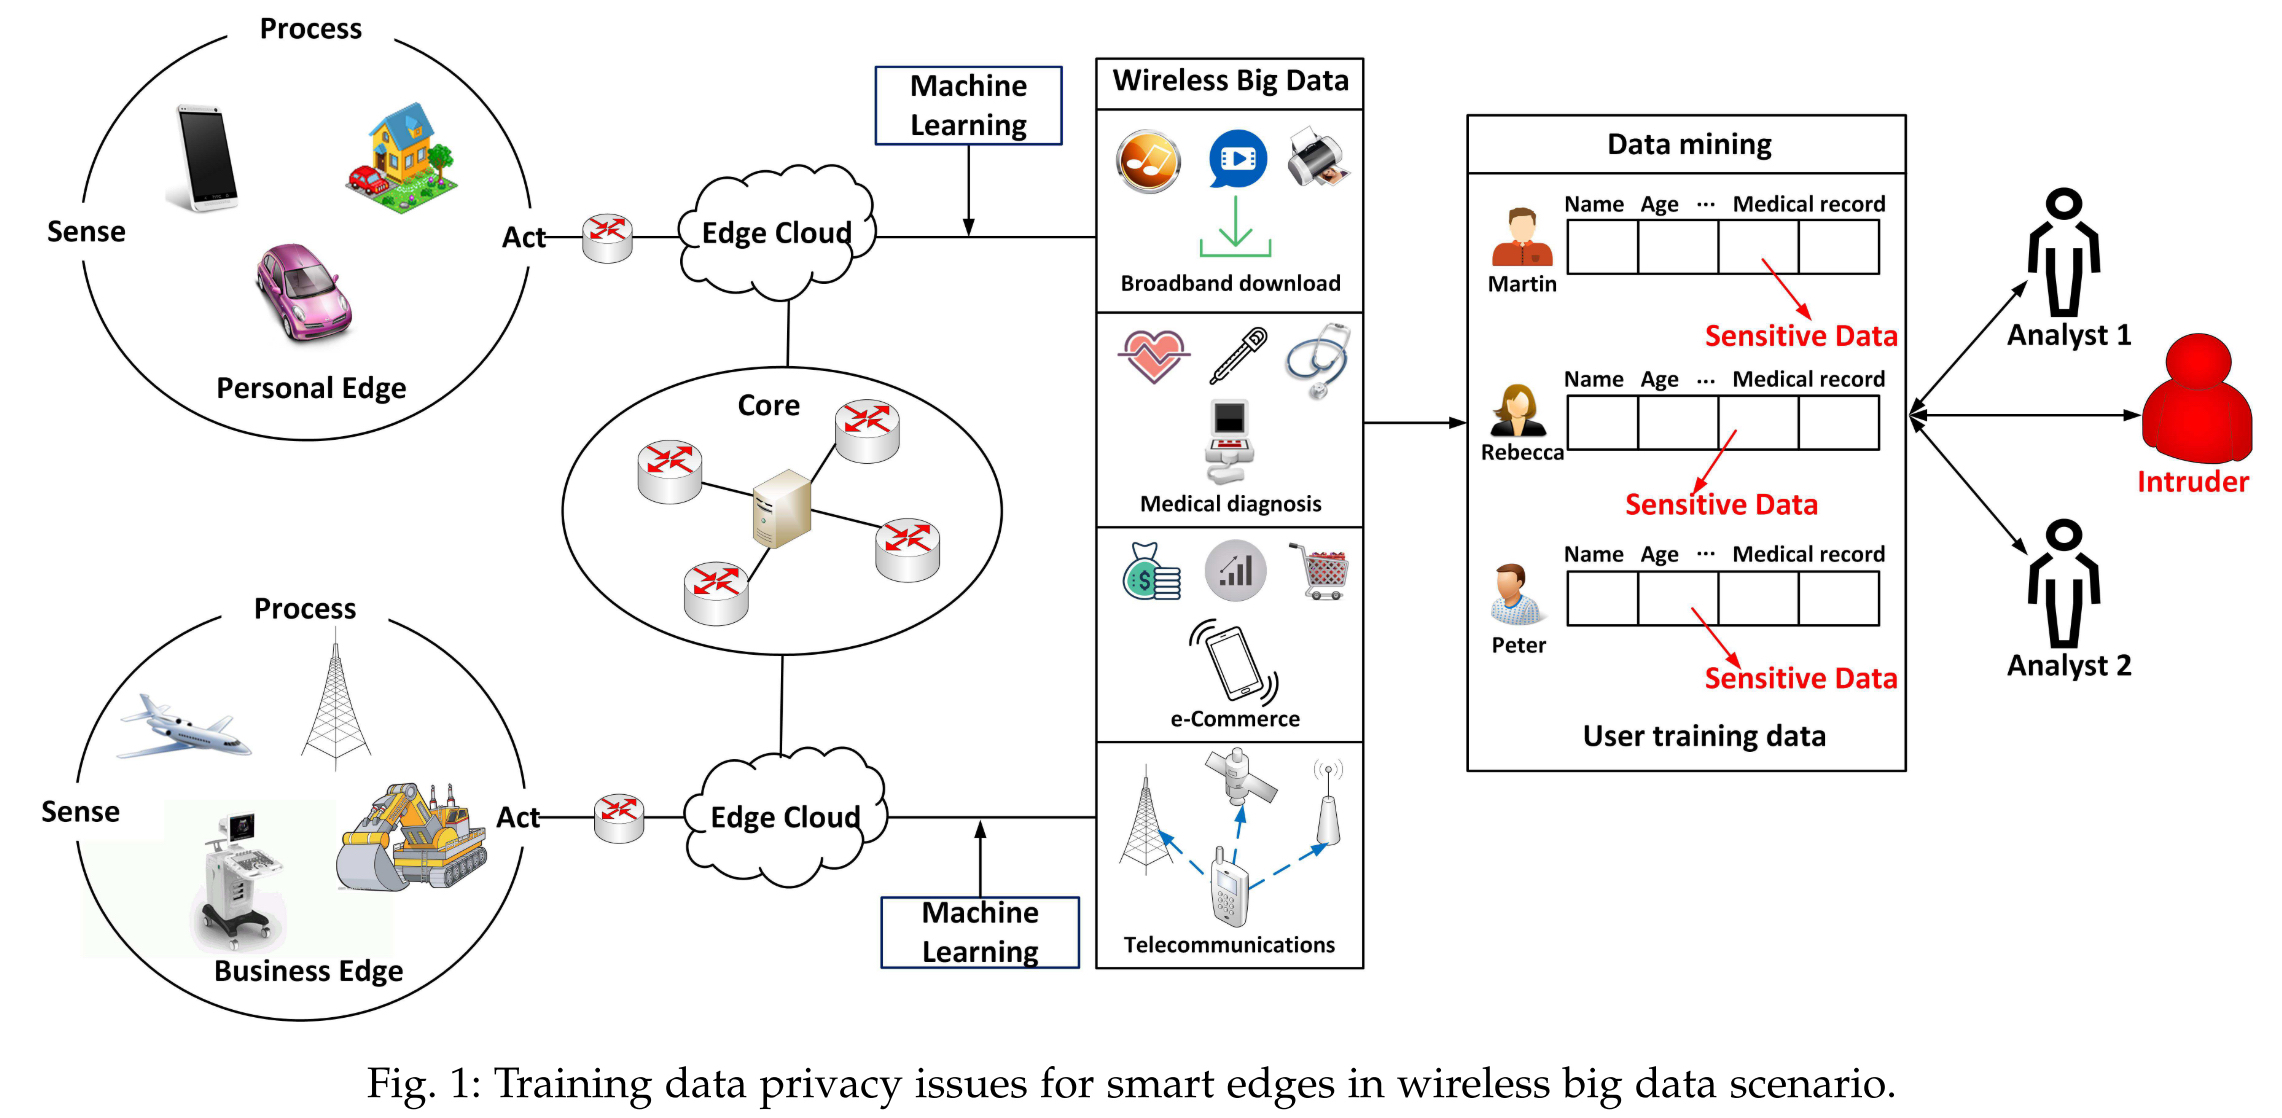 Process
Sense
Act
Personal Edge
Process
Sense
Act
Business Edge
Edge Cloud
Core
Edge Cloud
Machine
Learning
Machine
Learning
Wireless Big Data
Broadband download
Medical diagnosis
e-Commerce
Telecommunications
Data mining
Name Age ... Medical record
Martin
Sensitive Data
Name Age ... Medical record
Rebecca
Sensitive Data
Name Age ... Medical record
Peter
Sensitive Data
User training data
Analyst 1
Intruder
Analyst 2
Fig. 1: Training data privacy issues for smart edges in wireless big data scenario.